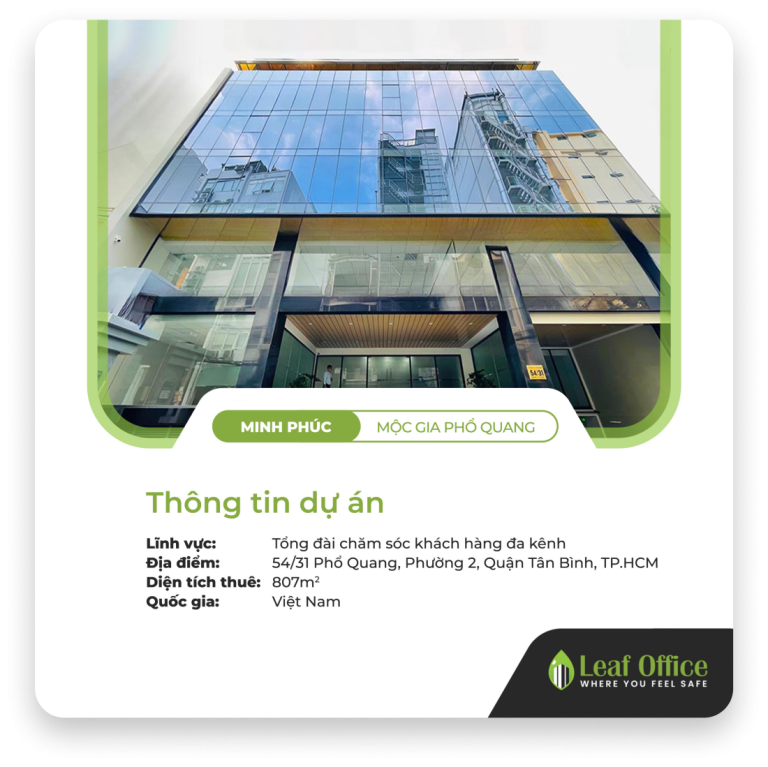 54/31
MINH PHÚC MỘC GIA PHỔ QUANG
Thông tin dự án
Lĩnh vực: Tổng đài chăm sóc khách hàng đa kênh
Địa điểm: 54/31 Phổ Quang, Phường 2, Quận Tân Bình, TP.HCM
Diện tích thuê: 807m²
Quốc gia: Việt Nam
Leaf Office
WHERE YOU FEEL SAFE